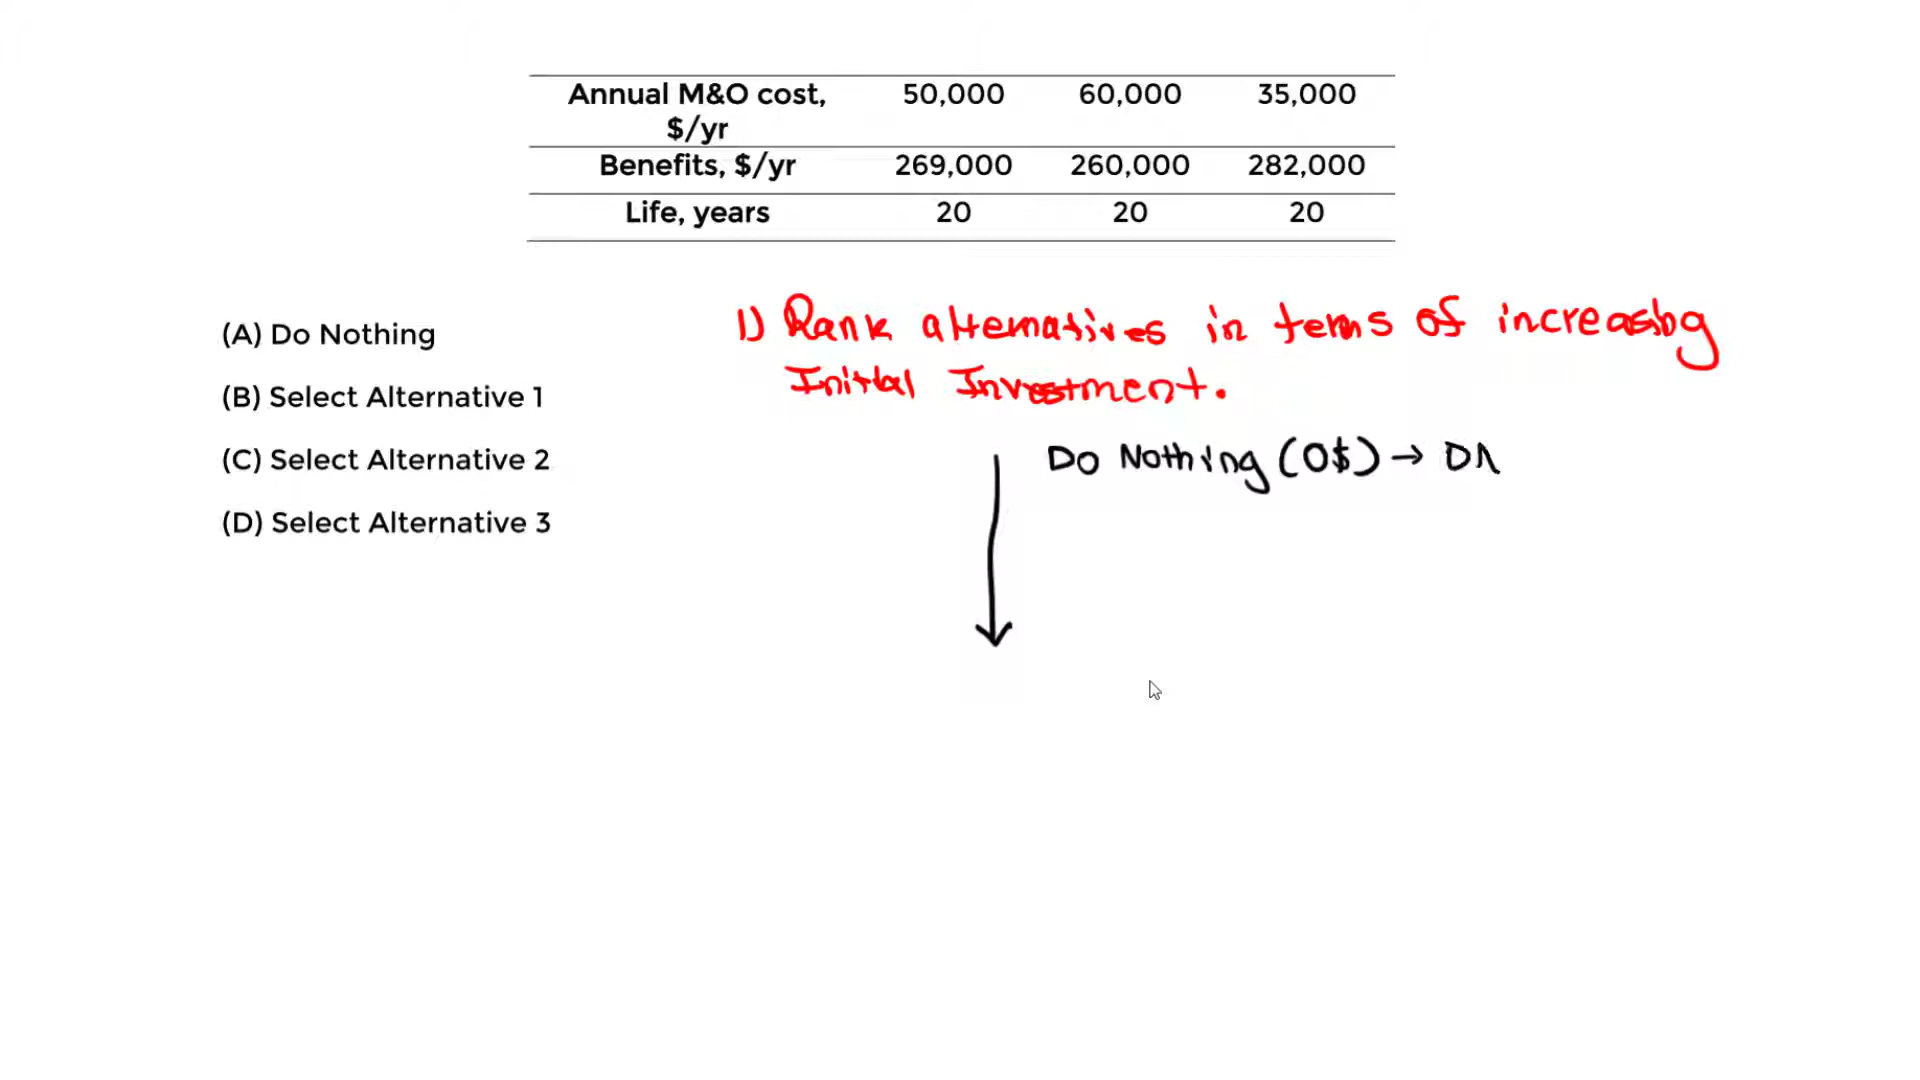 Annual M&O cost, 50,000 60,000 35,000
$/yr
Benefits, $/yr 269,000 260,000 282,000
Life, years 20 20 20
(A) Do Nothing
(B) Select Alternative 1
(C) Select Alternative 2
(D) Select Alternative 3
1) Rank alternatives in terms of increasing
Initial Investment.
Do Nothing (0$) → DN